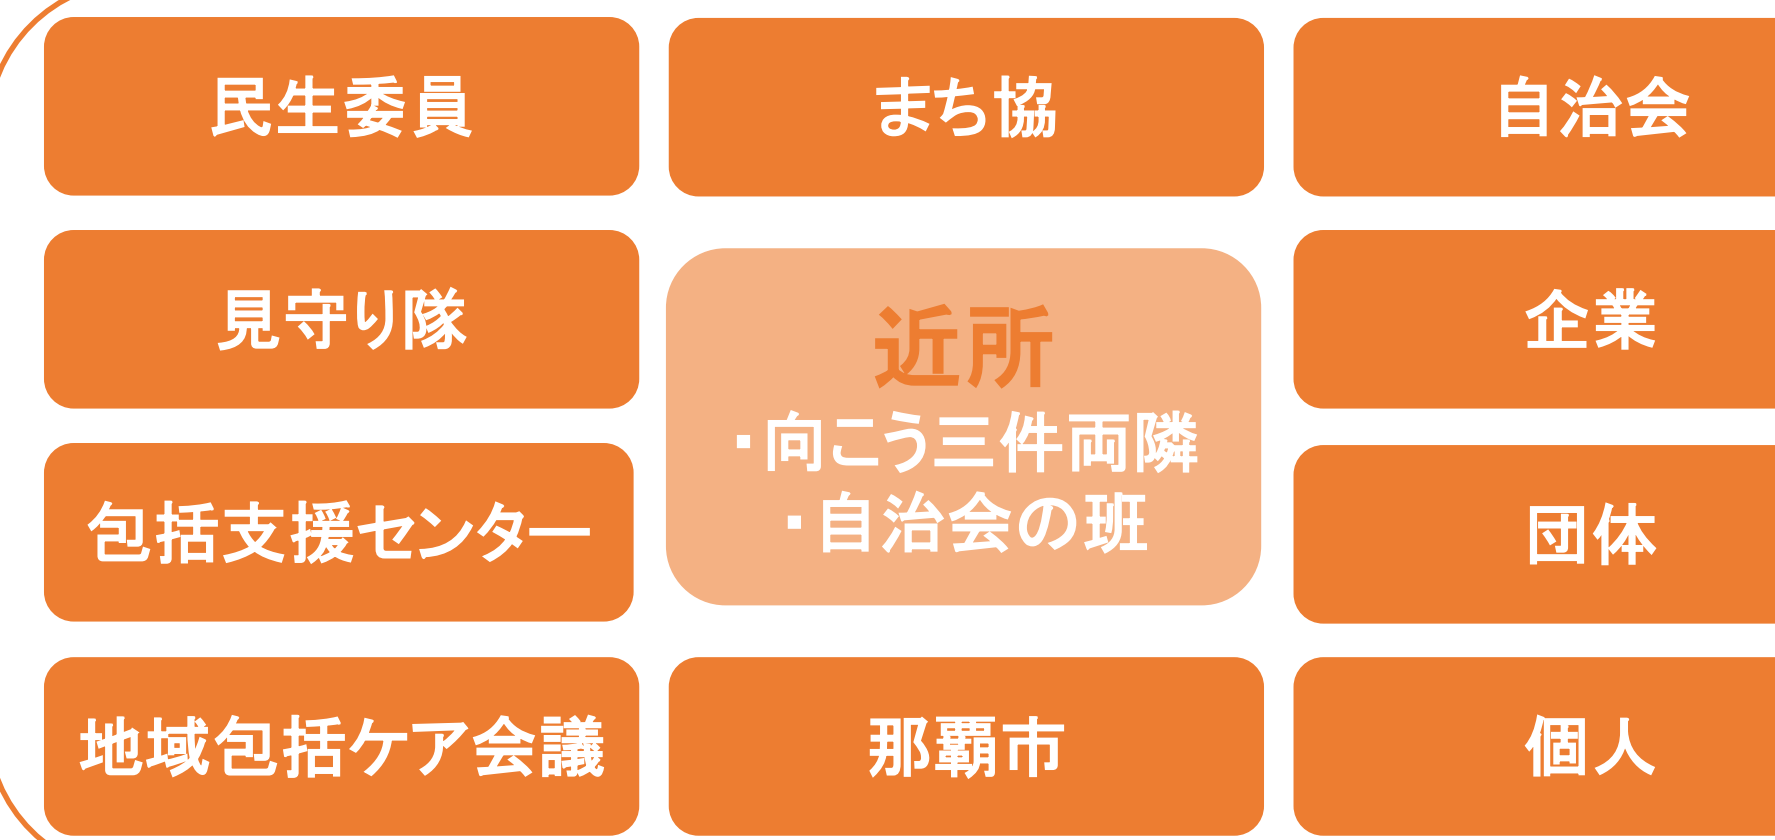 民生委員
まち協
自治会
見守り隊
近所
・向こう三件両隣
・自治会の班
企業
包括支援センター
団体
地域包括ケア会議
那覇市
個人